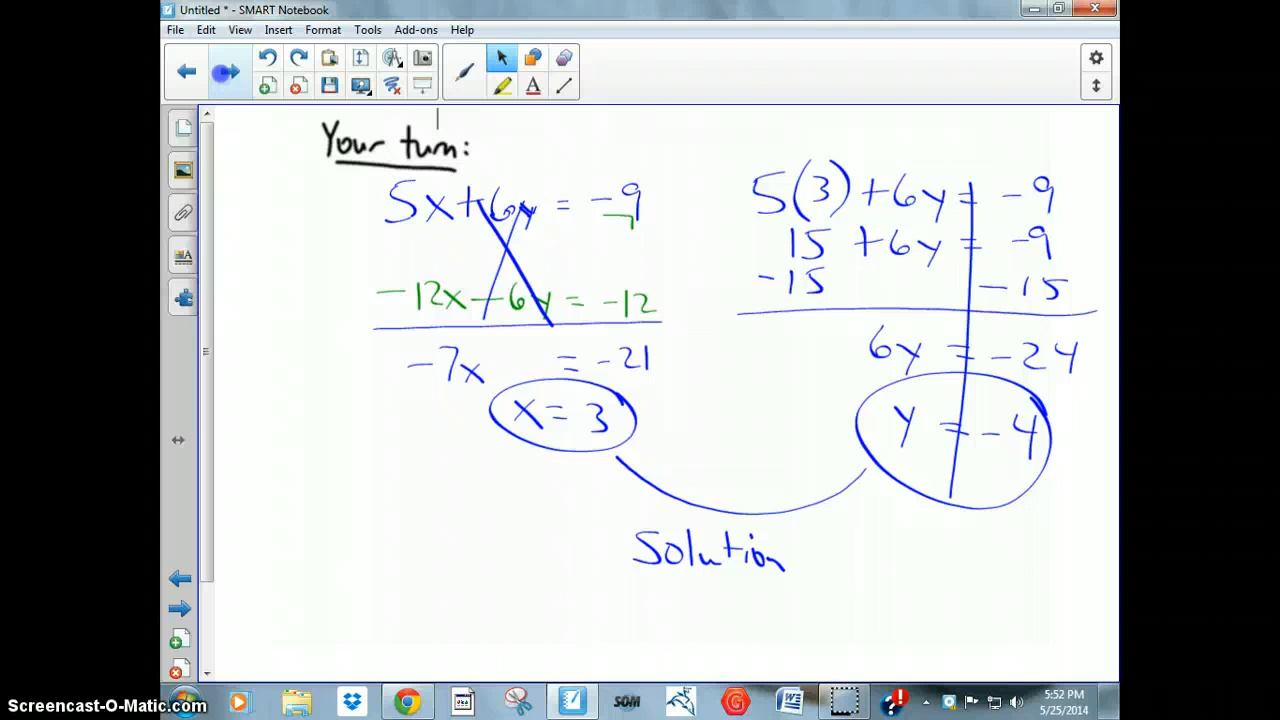 Untitled * - SMART Notebook
File Edit View Insert Format Tools Add-ons Help
Your turn:
5x+6y = -9
-12x-6y = -12
-7x = -21
x = 3
5(3)+6y = -9
15 +6y = -9
-15 -15
6y = -24
y = -4
Solution
SOM
5:52 PM
5/25/2014
Screencast-O-Matic.com